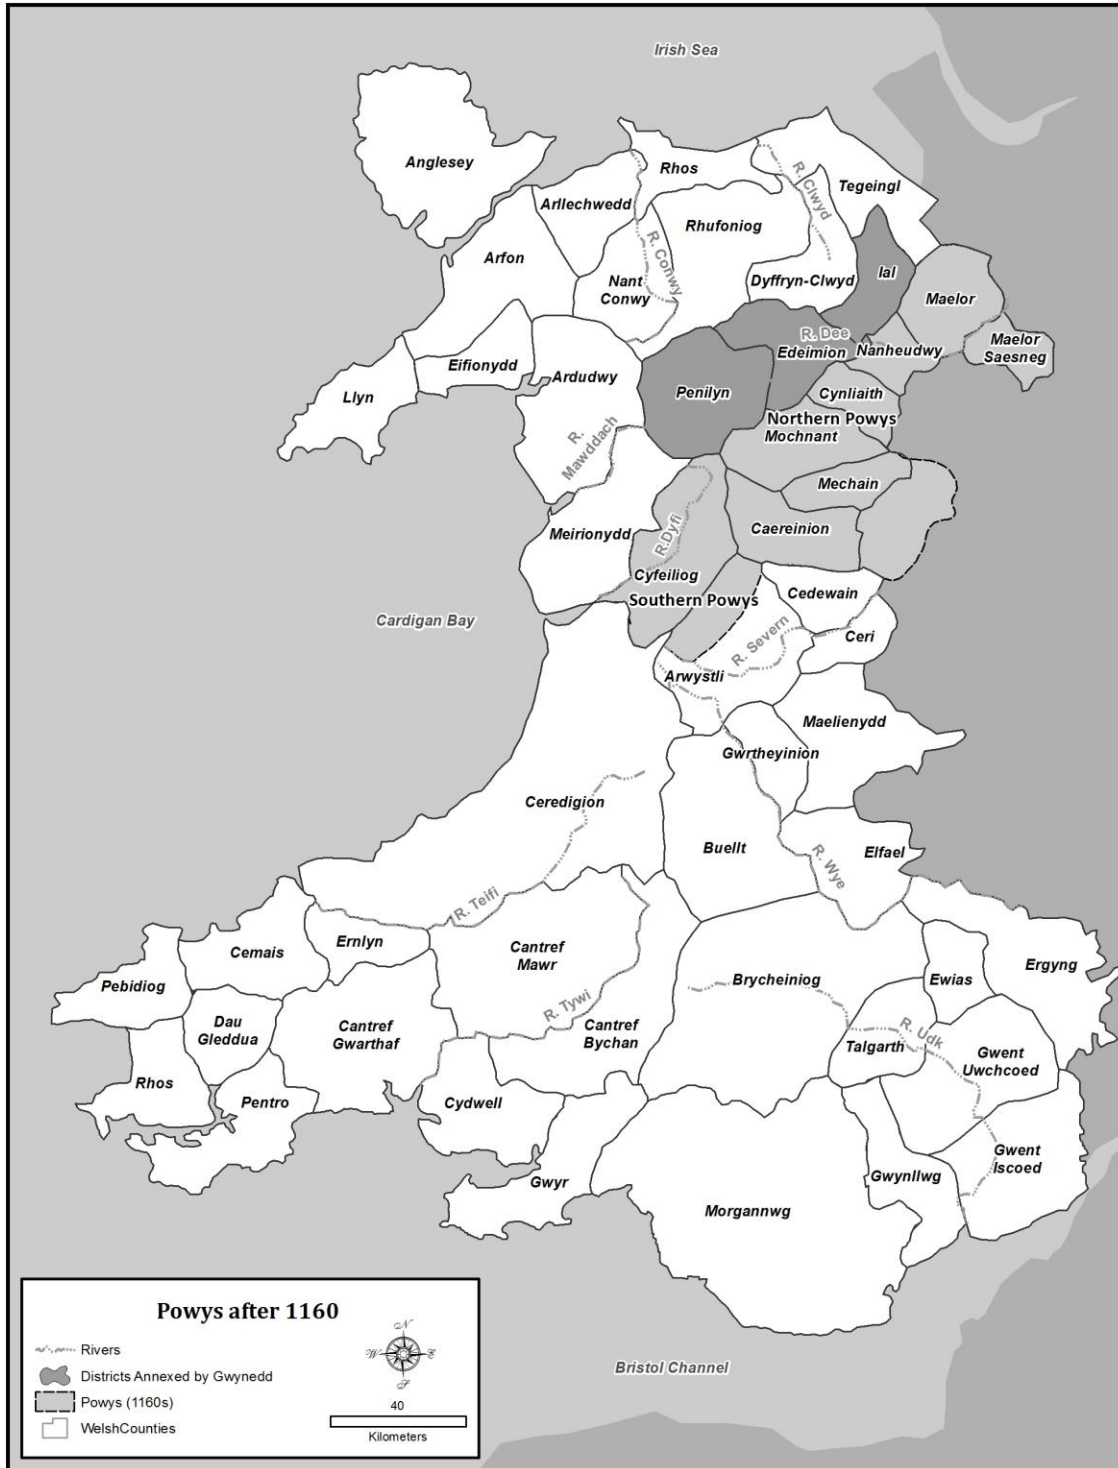 Irish Sea
Anglesey
Rhos
Tegeingl
R. Clwyd
Arllechwedd
Rhufoniog
Arfon
R. Conwy
Nant
Conwy
Dyffryn-Clwyd
Ial
Maelor
R. Dee
Edeimion
Nanheudwy
Maelor
Saesneg
Eifionydd
Ardudwy
Llyn
Penilyn
Cynliaith
Northern Powys
Mochnant
R.
Mawddach
Mechain
Meirionydd
R.Dyfi
Caereinion
Cyfeiliog
Southern Powys
Cedewain
Cardigan Bay
R. Severn
Ceri
Arwystli
Maelienydd
Gwrtheyinion
Ceredigion
Buellt
R. Wye
Elfael
R. Teifi
Ernlyn
Cemais
Cantref
Mawr
Pebidiog
Brycheiniog
Ewias
Ergyng
Dau
Gleddua
Cantref
Gwarthaf
R. Tywi
Cantref
Bychan
Talgarth
R. Udk
Gwent
Uwchcoed
Rhos
Pentro
Cydwell
Gwyr
Gwynllwg
Gwent
Iscoed
Morgannwg
Bristol Channel
Powys after 1160
Rivers
Districts Annexed by Gwynedd
Powys (1160s)
WelshCounties
N
W
E
S
40
Kilometers